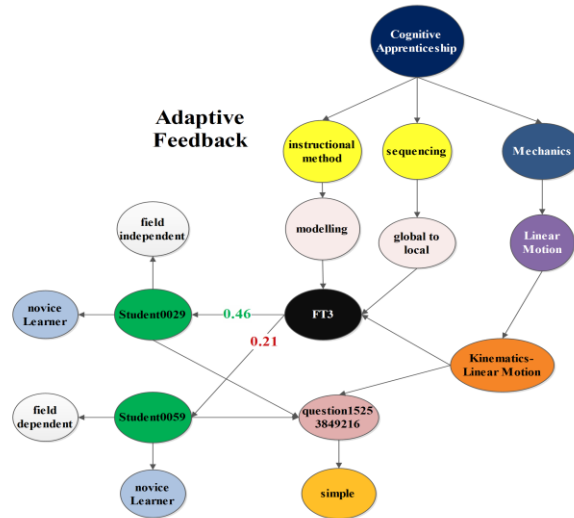 Cognitive
Apprenticeship
Adaptive
Feedback
instructional
method
sequencing
Mechanics
field
independent
modelling
global to
local
Linear
Motion
novice
Learner
Student0029
0.46
FT3
0.21
Kinematics-
Linear Motion
field
dependent
Student0059
question1525
3849216
novice
Learner
simple